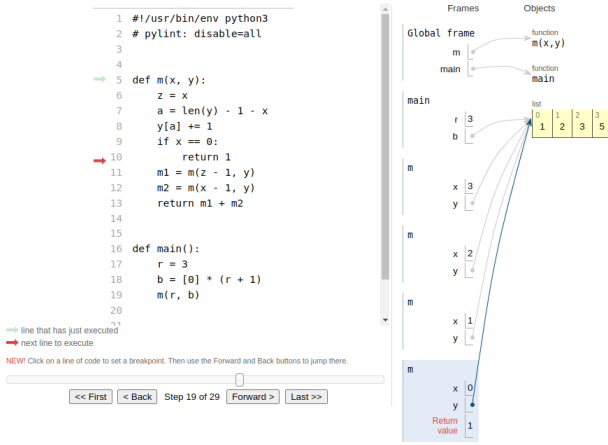 Frames Objects
1 #!/usr/bin/env python3
2 # pylint: disable=all
3
4
5 def m(x, y):
6     z = x
7     a = len(y) - 1 - x
8     y[a] += 1
9     if x == 0:
10         return 1
11     m1 = m(z - 1, y)
12     m2 = m(x - 1, y)
13     return m1 + m2
14
15
16 def main():
17     r = 3
18     b = [0] * (r + 1)
19     m(r, b)
20
21
line that has just executed
next line to execute
NEW! Click on a line of code to set a breakpoint. Then use the Forward and Back buttons to jump there.
<< First < Back Step 19 of 29 Forward > Last >>
Global frame
m
main
function
m(x,y)
function
main
main
r 3
b
list
0 1 2 3
1 2 3 5
m
x 3
y
m
x 2
y
m
x 1
y
m
x 0
y
Return
value 1